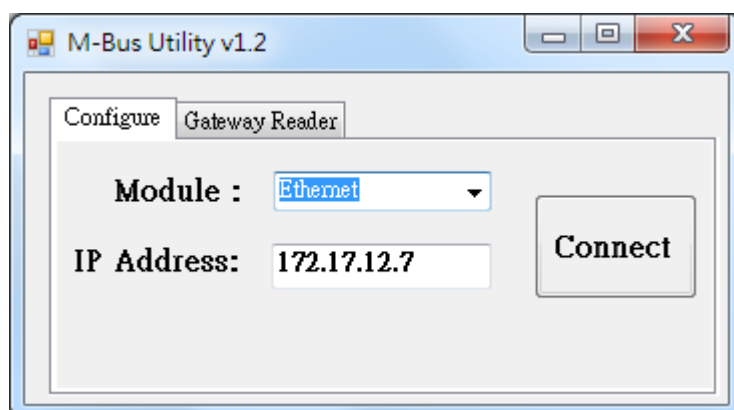 M-Bus Utility v1.2
Configure Gateway Reader
Module : Ethernet
IP Address: 172.17.12.7
Connect